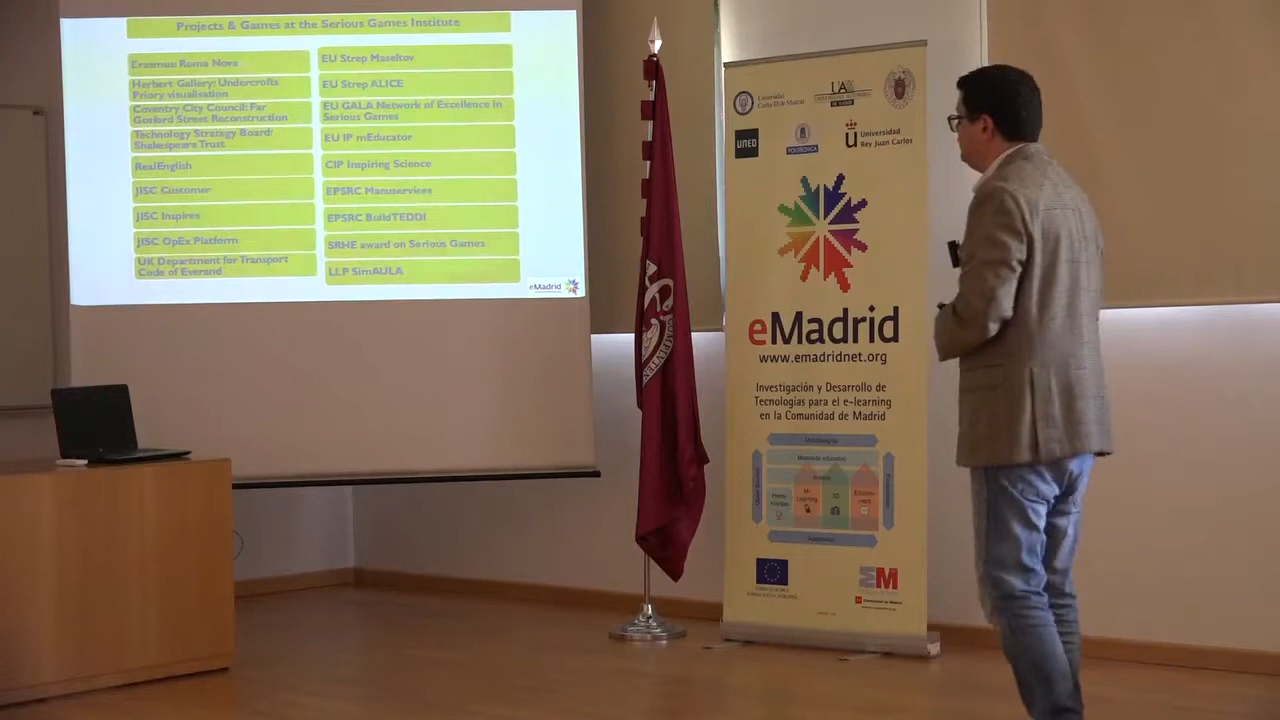 Projects & Games at the Serious Games Institute
Erasmus: Roma Nova
Herbert Gallery: Undercrofts
Priory visualisation
Coventry City Council: Far
Gosford Street Reconstruction
Technology Strategy Board:
Shakespeare Trust
RealEnglish
JISC Customer
JISC Inspires
JISC OpEx Platform
UK Department for Transport
Code of Everand
EU Strep Maseltov
EU Strep ALICE
EU GALA Network of Excellence in
Serious Games
EU IP mEducator
CIP Inspiring Science
EPSRC Manuservices
EPSRC BuildTEDDI
SRHE award on Serious Games
LLP SimAULA
eMadrid
Universidad
Carlos III de Madrid
UNED
POLITÉCNICA
Universidad
Rey Juan Carlos
eMadrid
www.emadridnet.org
Investigación y Desarrollo de
Tecnologías para el e-learning
en la Comunidad de Madrid